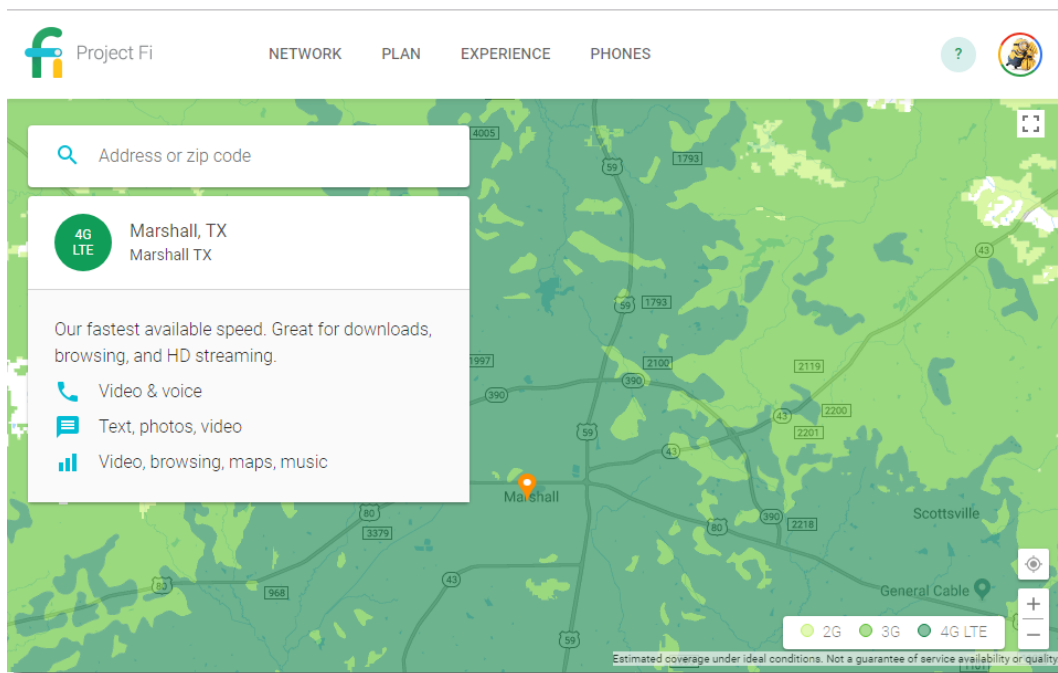 fi Project Fi NETWORK PLAN EXPERIENCE PHONES ?
Address or zip code
4G
LTE
Marshall, TX
Marshall TX
Our fastest available speed. Great for downloads,
browsing, and HD streaming.
Video & voice
Text, photos, video
Video, browsing, maps, music
4005
59
1793
43
59
1793
1997
2100
2119
390
390
43
2200
59
2201
43
Marshall
80
390
2218
Scottsville
80
3379
43
80
968
General Cable
59
+
−
2G 3G 4G LTE
Estimated coverage under ideal conditions. Not a guarantee of service availability or quality